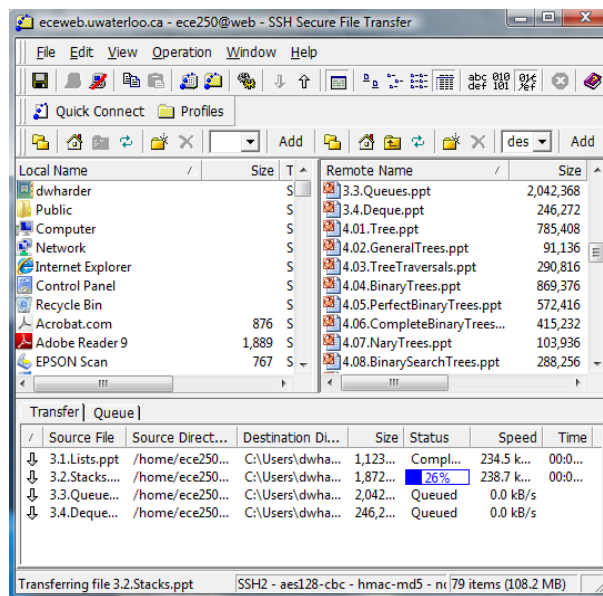 eceweb.uwaterloo.ca - ece250@web - SSH Secure File Transfer
File Edit View Operation Window Help
abc def 010 101
Quick Connect Profiles
Add des Add
Local Name / Size T
dwharder S
Public S
Computer S
Network S
Internet Explorer S
Control Panel S
Recycle Bin S
Acrobat.com 876 S
Adobe Reader 9 1,889 S
EPSON Scan 767 S
Remote Name / Size
3.3.Queues.ppt 2,042,368
3.4.Deque.ppt 246,272
4.01.Tree.ppt 785,408
4.02.GeneralTrees.ppt 91,136
4.03.TreeTraversals.ppt 290,816
4.04.BinaryTrees.ppt 869,376
4.05.PerfectBinaryTrees.ppt 572,416
4.06.CompleteBinaryTrees... 415,232
4.07.NaryTrees.ppt 103,936
4.08.BinarySearchTrees.ppt 288,256
Transfer Queue
/ Source File Source Direct... Destination Di... Size Status Speed Time
3.1.Lists.ppt /home/ece250... C:\Users\dwha... 1,123... Compl... 234.5 k... 00:0...
3.2.Stacks.... /home/ece250... C:\Users\dwha... 1,872... 26% 238.7 k... 00:0...
3.3.Queue... /home/ece250... C:\Users\dwha... 2,042... Queued 0.0 kB/s
3.4.Deque... /home/ece250... C:\Users\dwha... 246,2... Queued 0.0 kB/s
Transferring file 3.2.Stacks.ppt SSH2 - aes128-cbc - hmac-md5 - 79 items (108.2 MB)